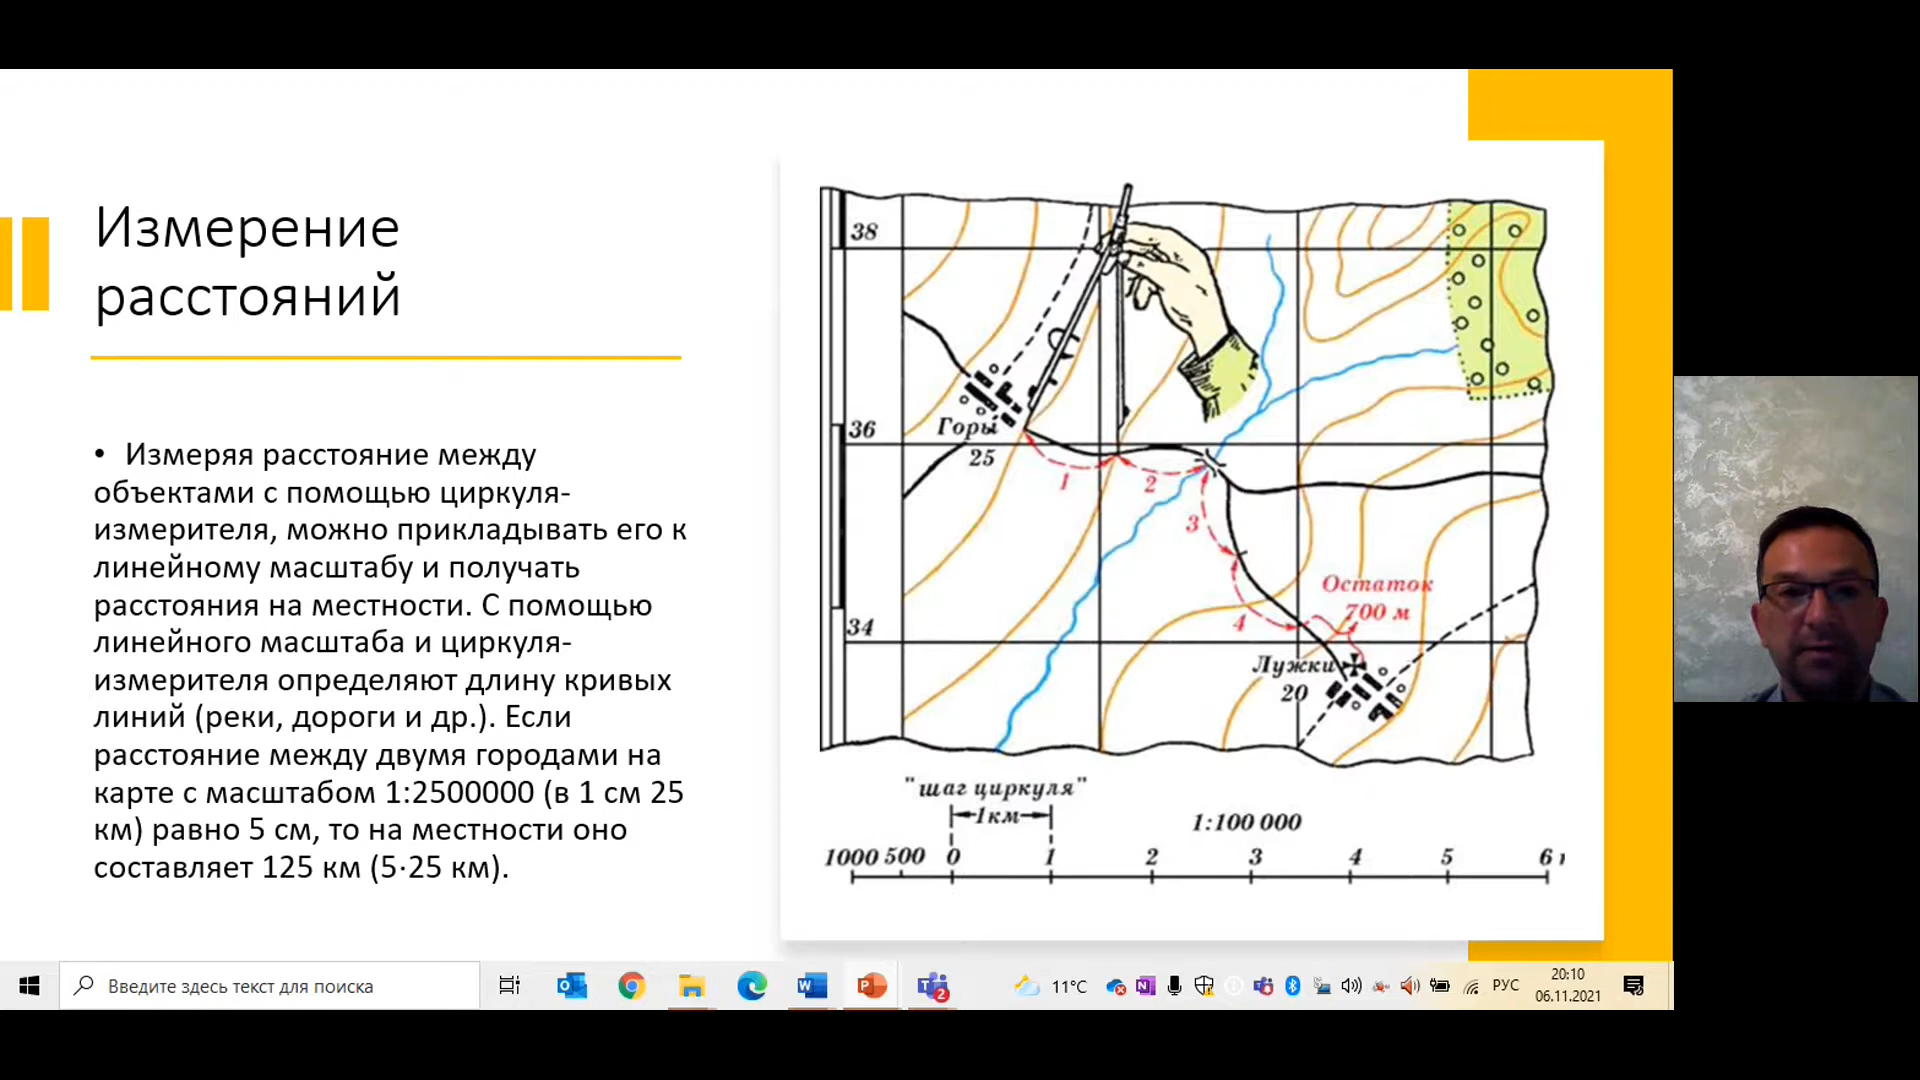 Измерение
расстояний
• Измеряя расстояние между
объектами с помощью циркуля-
измерителя, можно прикладывать его к
линейному масштабу и получать
расстояния на местности. С помощью
линейного масштаба и циркуля-
измерителя определяют длину кривых
линий (реки, дороги и др.). Если
расстояние между двумя городами на
карте с масштабом 1:2500000 (в 1 см 25
км) равно 5 см, то на местности оно
составляет 125 км (5·25 км).
38
36
Горы
25
1
2
3
Остаток
700 м
4
34
Лужки
20
"шаг циркуля"
1км
1:100 000
1000 500 0 1 2 3 4 5 6
Введите здесь текст для поиска
2
11°C
РУС
20:10
06.11.2021